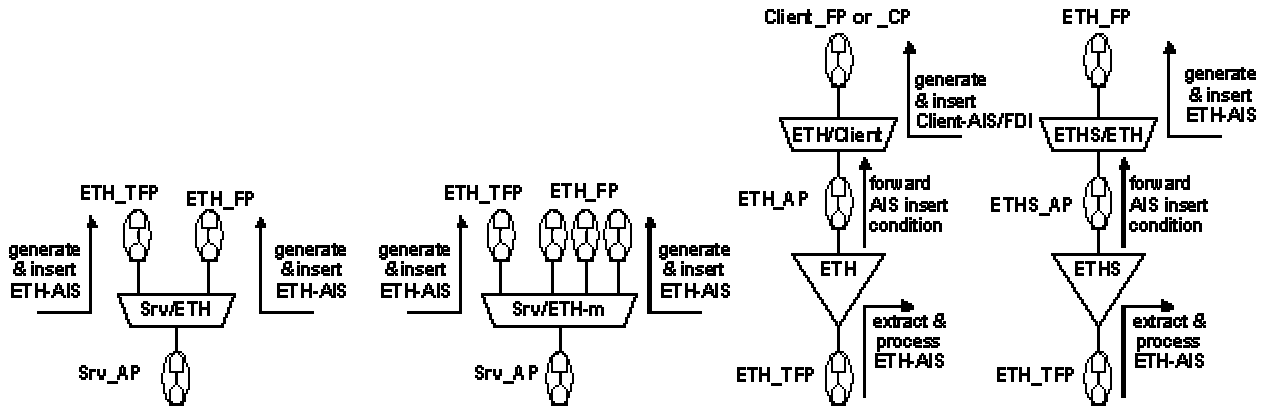 Client_FP or _CP
ETH_FP
generate
& insert
Client-AIS/FDI
generate
& insert
ETH-AIS
ETH/Client
ETHS/ETH
ETH_TFP
ETH_FP
ETH_TFP
ETH_FP
ETH_AP
forward
AIS insert
condition
ETHS_AP
forward
AIS insert
condition
generate
& insert
ETH-AIS
generate
& insert
ETH-AIS
generate
& insert
ETH-AIS
generate
& insert
ETH-AIS
ETH
ETHS
Srv/ETH
Srv/ETH-m
extract &
process
ETH-AIS
extract &
process
ETH-AIS
Srv_AP
Srv_AP
ETH_TFP
ETH_TFP